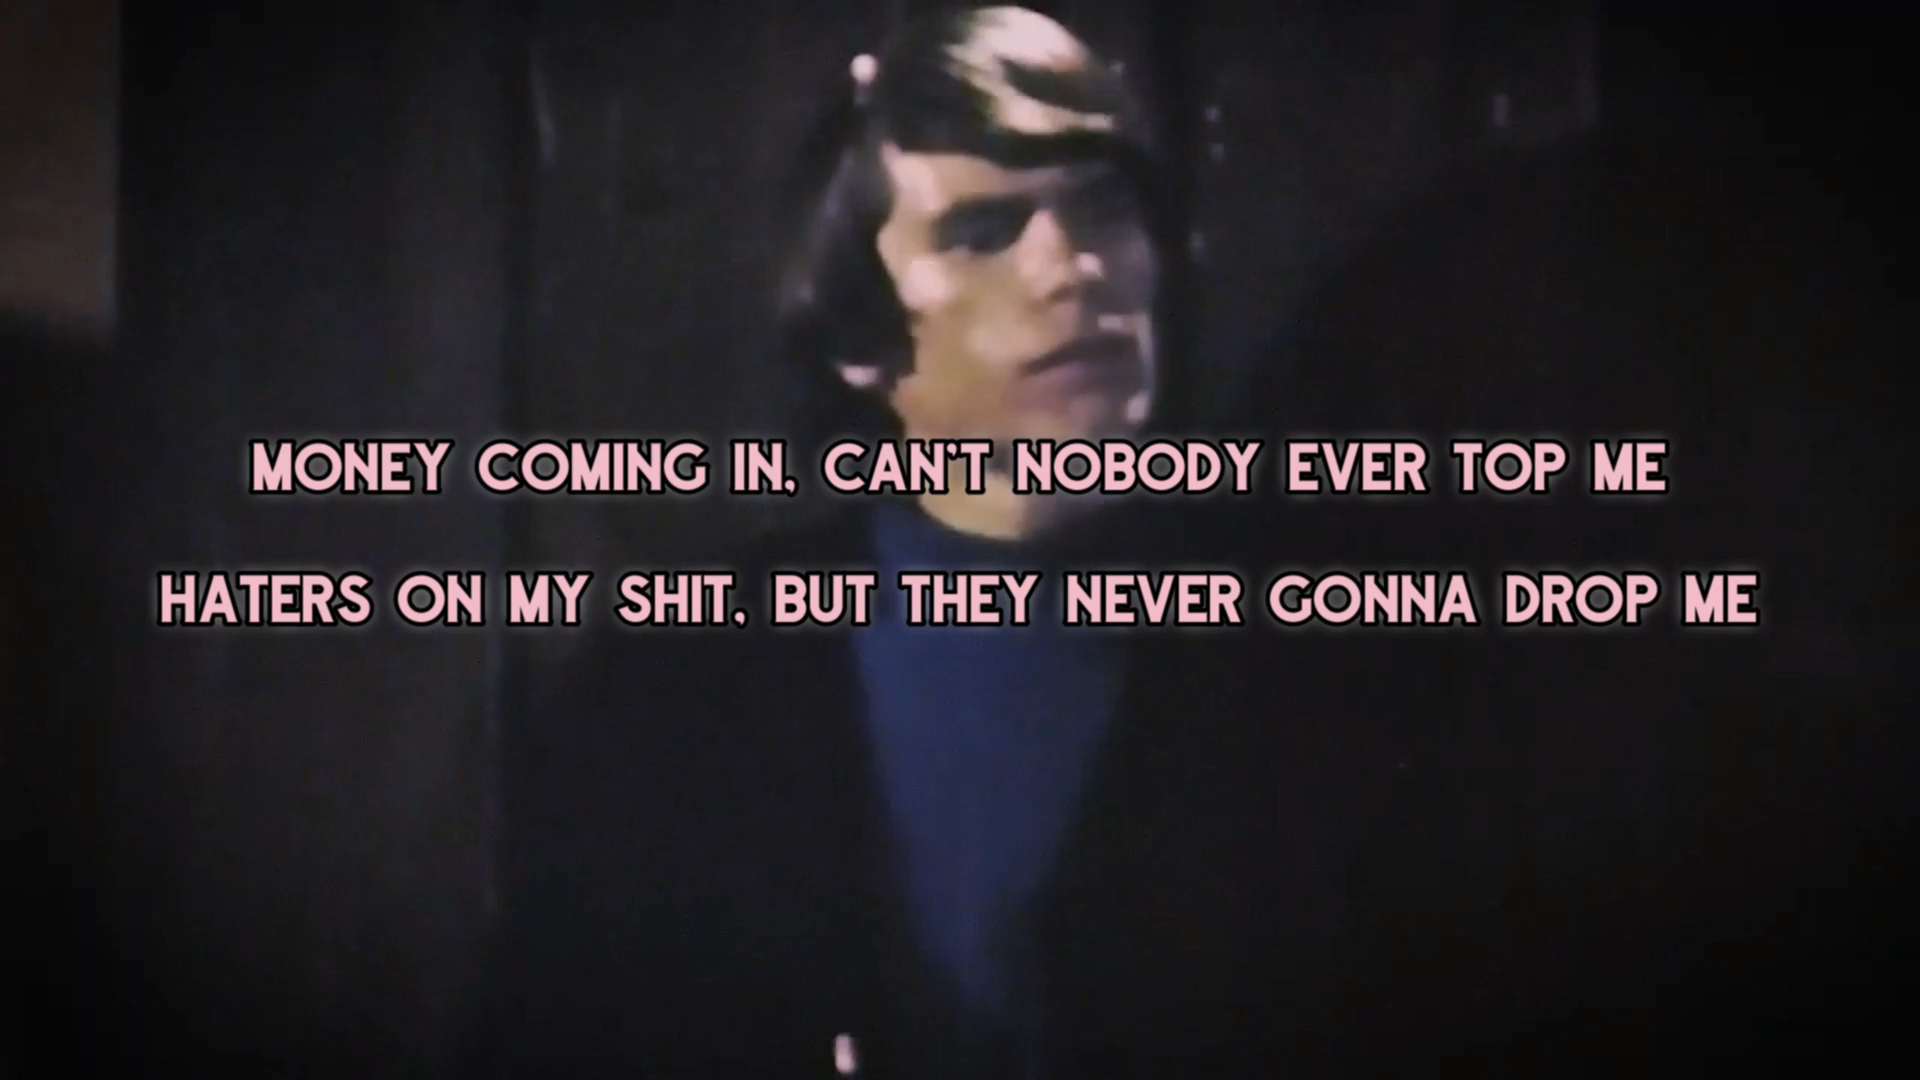 MONEY COMING IN, CAN'T NOBODY EVER TOP ME
HATERS ON MY SHIT, BUT THEY NEVER GONNA DROP ME